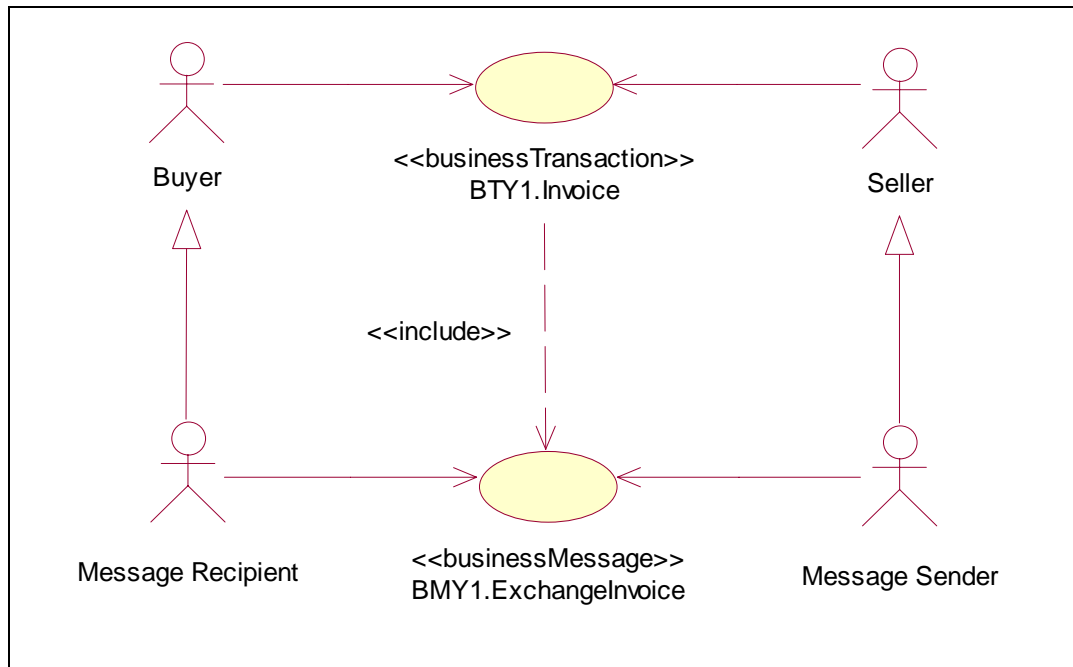 Buyer
<<businessTransaction>>
BTY1.Invoice
Seller
<<include>>
Message Recipient
<<businessMessage>>
BMY1.ExchangeInvoice
Message Sender